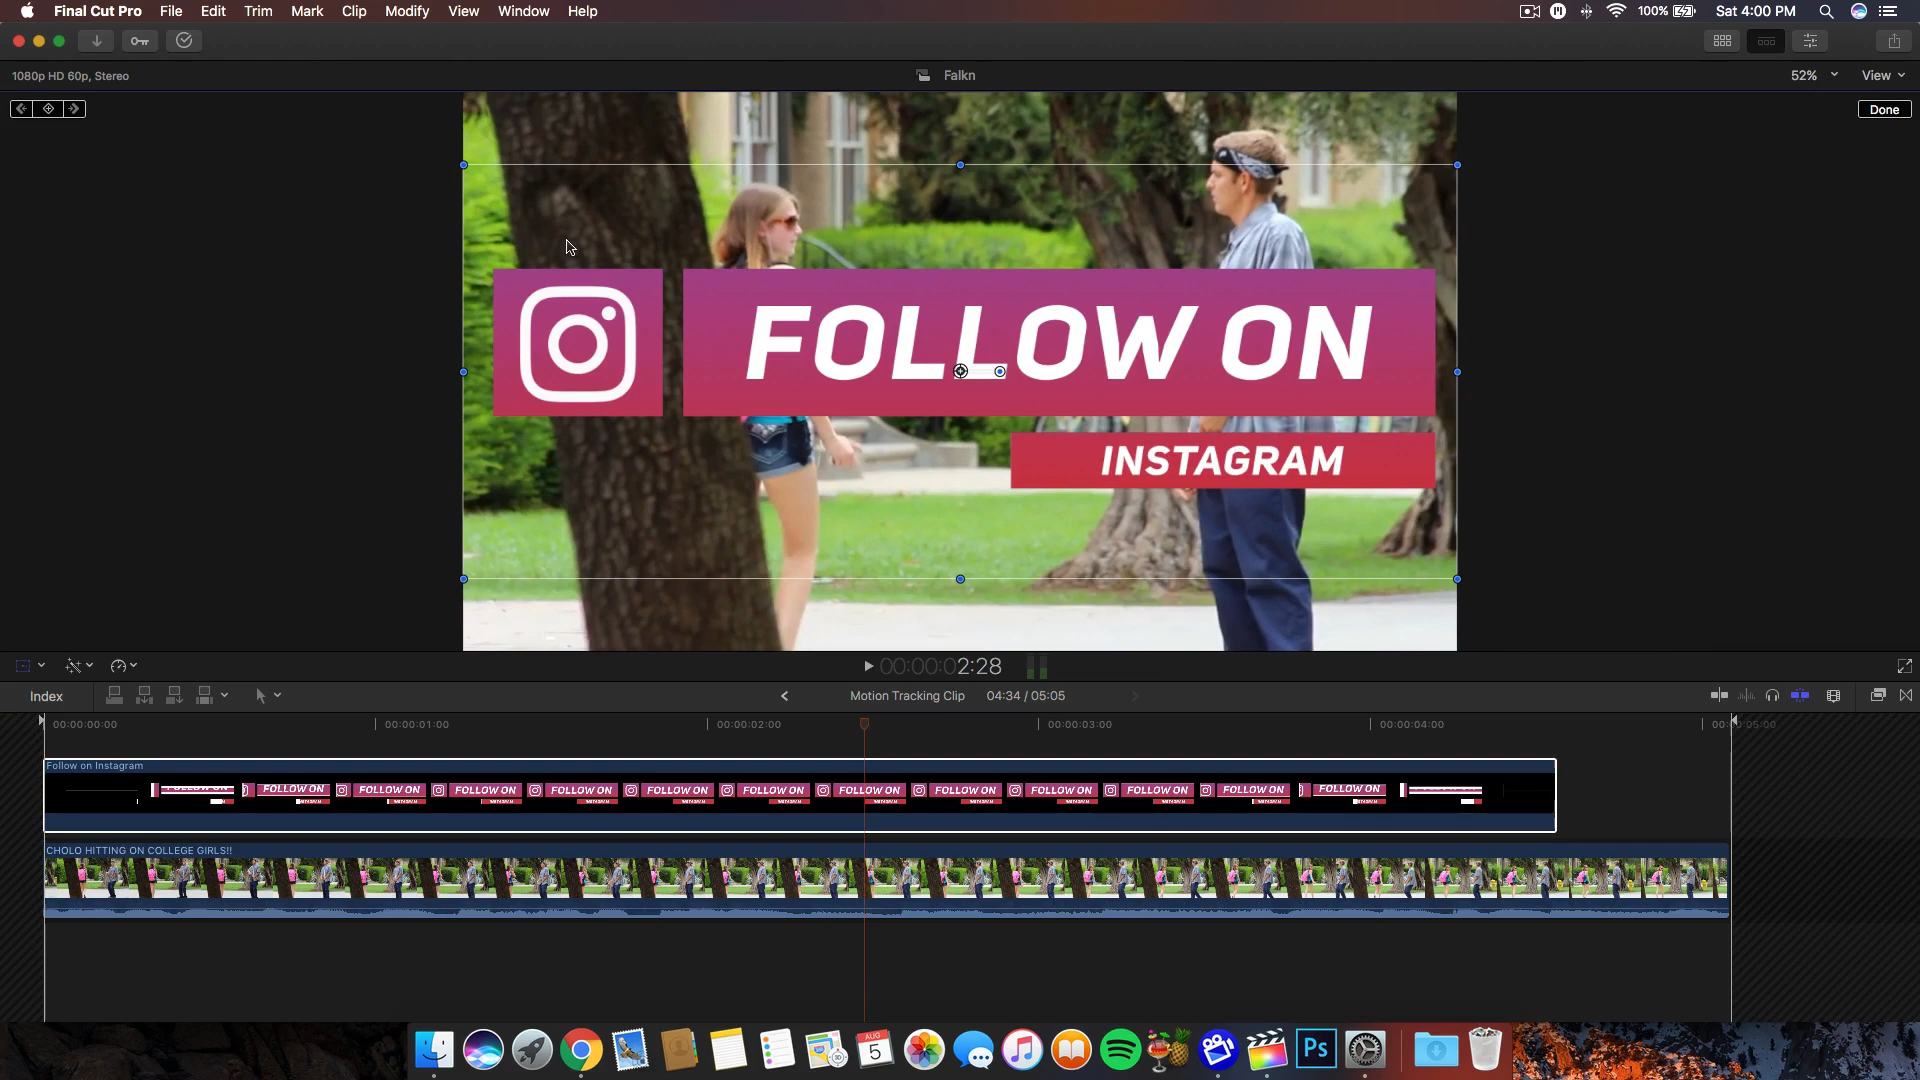 Final Cut Pro File Edit Trim Mark Clip Modify View Window Help
100% Sat 4:00 PM
1080p HD 60p, Stereo
Falkn
52% View
Done
FOLLOW ON
INSTAGRAM
00:00:02:28
Index
Motion Tracking Clip 04:34 / 05:05
00:00:00:00 00:00:01:00 00:00:02:00 00:00:03:00 00:00:04:00
Follow on Instagram
FOLLOW ON FOLLOW ON FOLLOW ON FOLLOW ON FOLLOW ON FOLLOW ON FOLLOW ON FOLLOW ON FOLLOW ON FOLLOW ON FOLLOW ON FOLLOW ON
CHOLO HITTING ON COLLEGE GIRLS!!
AUG
5
Ps